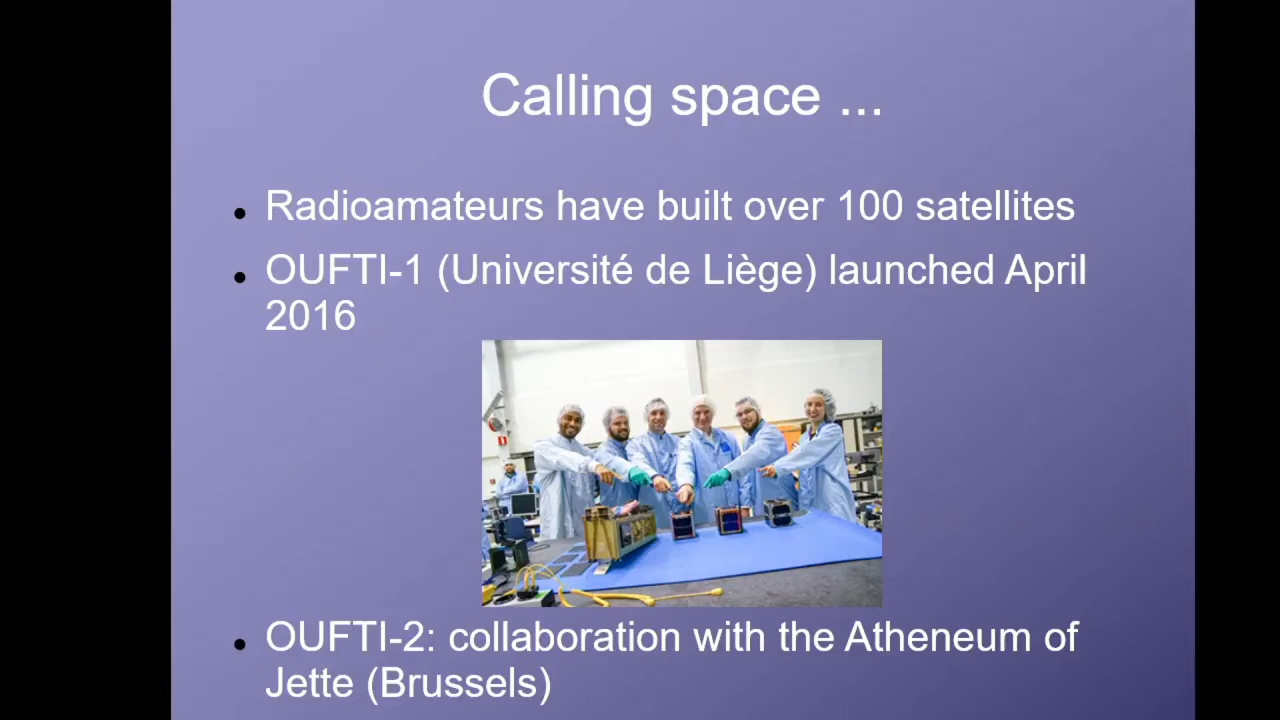 Calling space ...
Radioamateurs have built over 100 satellites
OUFTI-1 (Université de Liège) launched April
2016
OUFTI-2: collaboration with the Atheneum of
Jette (Brussels)